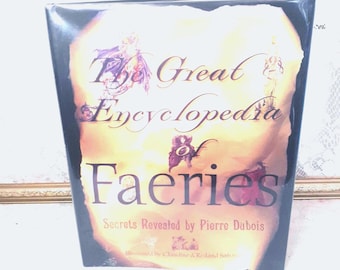 The Great
Encyclopedia
of
Faeries
Secrets Revealed by Pierre Dubois